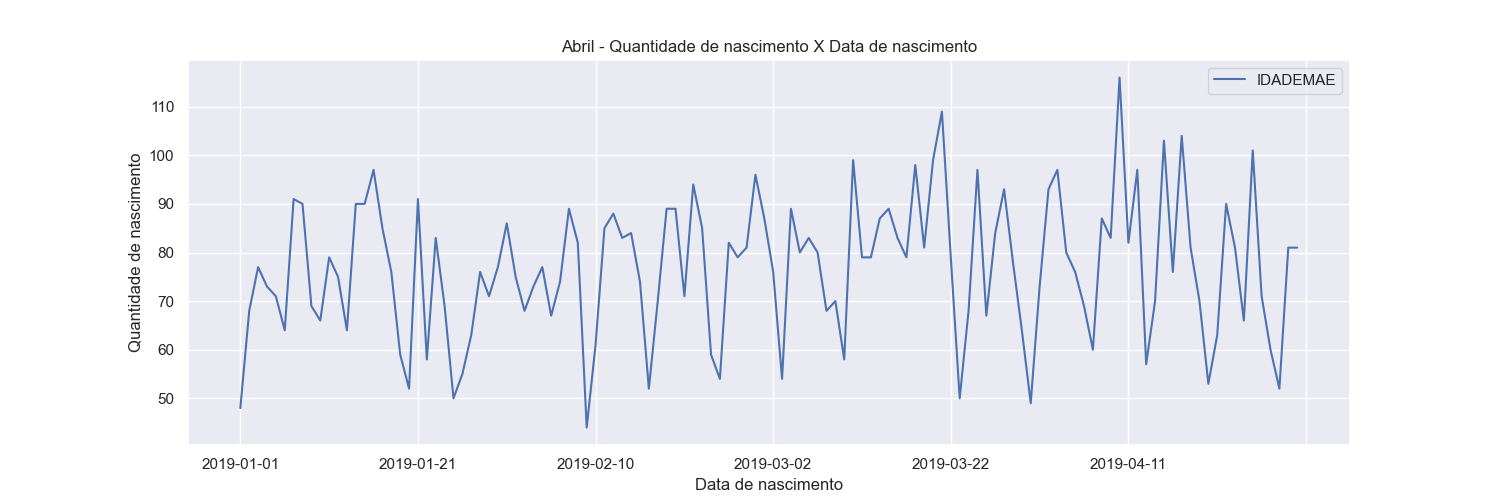 Abril - Quantidade de nascimento X Data de nascimento
IDADEMAE
Quantidade de nascimento
110
100
90
80
70
60
50
2019-01-01 2019-01-21 2019-02-10 2019-03-02 2019-03-22 2019-04-11
Data de nascimento